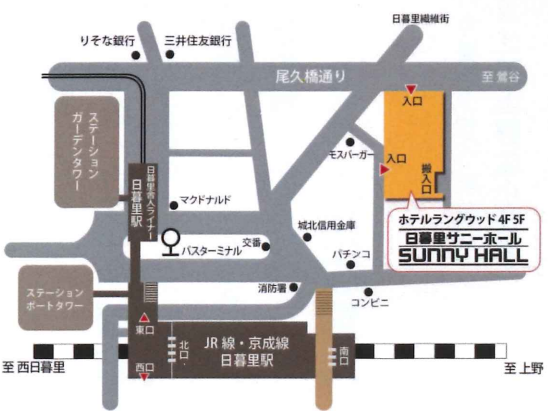 日暮里繊維街
りそな銀行
三井住友銀行
尾久橋通り
至 鶯谷
入口
ステーション
ガーデンタワー
モスバーガー
入口
搬入口
日暮里舎人ライナー
日暮里駅
マクドナルド
ホテルラングウッド 4F 5F
日暮里サニーホール
SUNNY HALL
城北信用金庫
交番
バスターミナル
パチンコ
消防署
コンビニ
ステーション
ポートタワー
東口
北口
JR 線・京成線
日暮里駅
南口
西口
至 西日暮里
至 上野